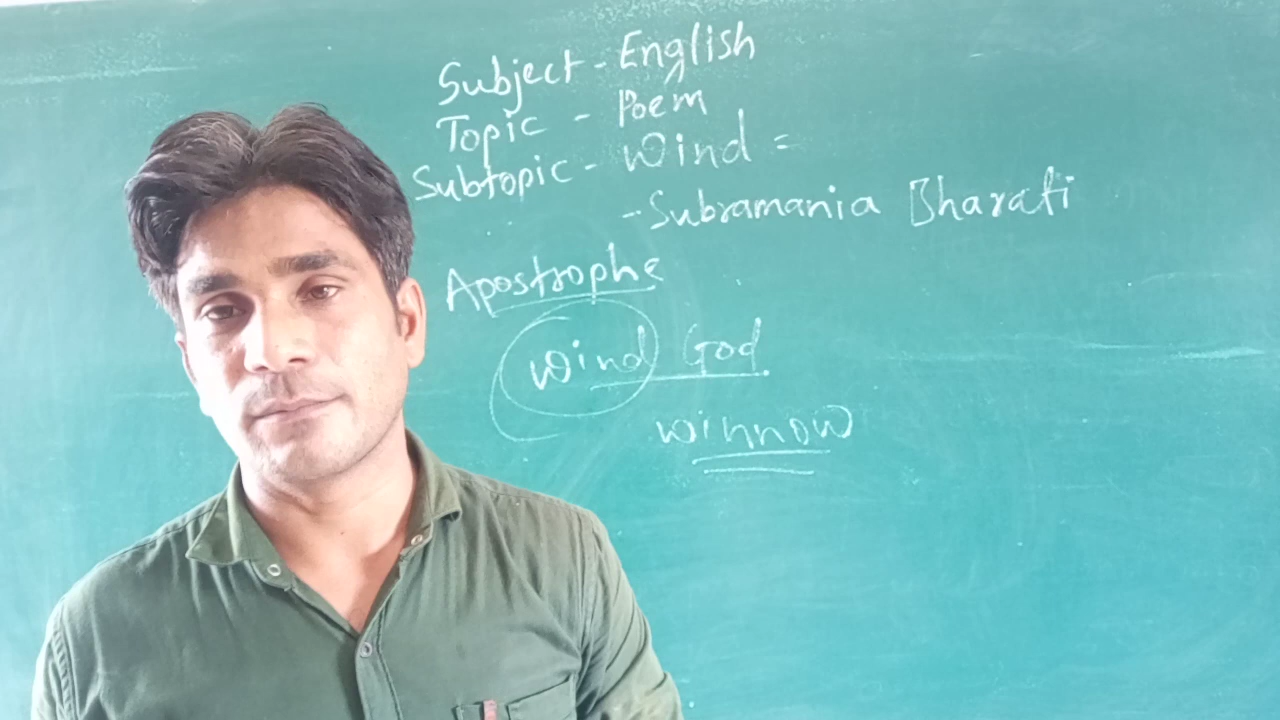 Subject - English
Topic - Poem
Subtopic - Wind =
- Subramania Bharati
Apostrophe
Wind God
winnow